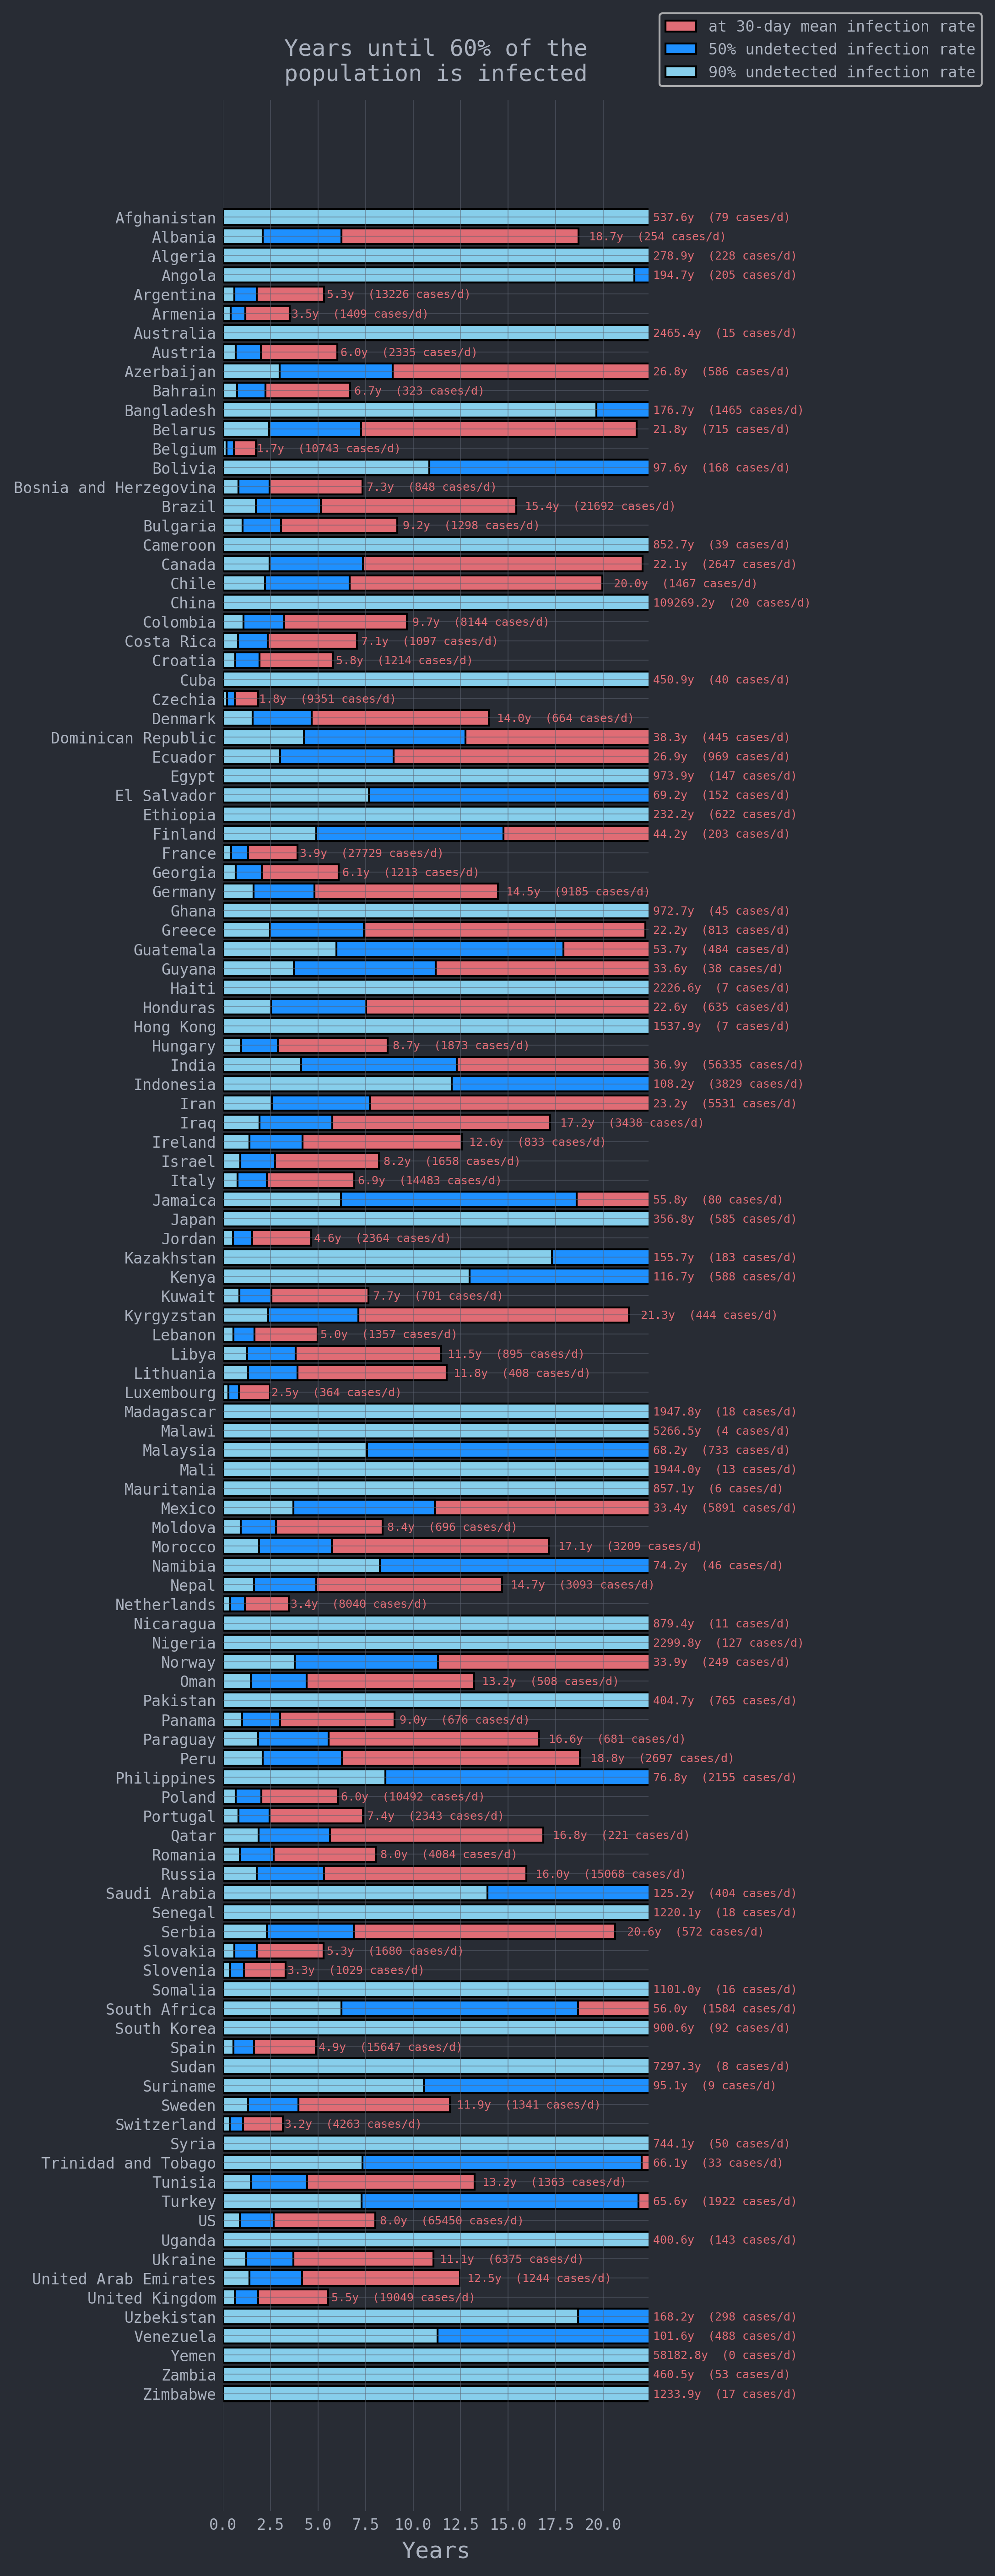 at 30-day mean infection rate
50% undetected infection rate
90% undetected infection rate
Years until 60% of the
population is infected
Afghanistan 537.6y (79 cases/d)
Albania 18.7y (254 cases/d)
Algeria 278.9y (228 cases/d)
Angola 194.7y (205 cases/d)
Argentina 5.3y (13226 cases/d)
Armenia 3.5y (1409 cases/d)
Australia 2465.4y (15 cases/d)
Austria 6.0y (2335 cases/d)
Azerbaijan 26.8y (586 cases/d)
Bahrain 6.7y (323 cases/d)
Bangladesh 176.7y (1465 cases/d)
Belarus 21.8y (715 cases/d)
Belgium 1.7y (10743 cases/d)
Bolivia 97.6y (168 cases/d)
Bosnia and Herzegovina 7.3y (848 cases/d)
Brazil 15.4y (21692 cases/d)
Bulgaria 9.2y (1298 cases/d)
Cameroon 852.7y (39 cases/d)
Canada 22.1y (2647 cases/d)
Chile 20.0y (1467 cases/d)
China 109269.2y (20 cases/d)
Colombia 9.7y (8144 cases/d)
Costa Rica 7.1y (1097 cases/d)
Croatia 5.8y (1214 cases/d)
Cuba 450.9y (40 cases/d)
Czechia 1.8y (9351 cases/d)
Denmark 14.0y (664 cases/d)
Dominican Republic 38.3y (445 cases/d)
Ecuador 26.9y (969 cases/d)
Egypt 973.9y (147 cases/d)
El Salvador 69.2y (152 cases/d)
Ethiopia 232.2y (622 cases/d)
Finland 44.2y (203 cases/d)
France 3.9y (27729 cases/d)
Georgia 6.1y (1213 cases/d)
Germany 14.5y (9185 cases/d)
Ghana 972.7y (45 cases/d)
Greece 22.2y (813 cases/d)
Guatemala 53.7y (484 cases/d)
Guyana 33.6y (38 cases/d)
Haiti 2226.6y (7 cases/d)
Honduras 22.6y (635 cases/d)
Hong Kong 1537.9y (7 cases/d)
Hungary 8.7y (1873 cases/d)
India 36.9y (56335 cases/d)
Indonesia 108.2y (3829 cases/d)
Iran 23.2y (5531 cases/d)
Iraq 17.2y (3438 cases/d)
Ireland 12.6y (833 cases/d)
Israel 8.2y (1658 cases/d)
Italy 6.9y (14483 cases/d)
Jamaica 55.8y (80 cases/d)
Japan 356.8y (585 cases/d)
Jordan 4.6y (2364 cases/d)
Kazakhstan 155.7y (183 cases/d)
Kenya 116.7y (588 cases/d)
Kuwait 7.7y (701 cases/d)
Kyrgyzstan 21.3y (444 cases/d)
Lebanon 5.0y (1357 cases/d)
Libya 11.5y (895 cases/d)
Lithuania 11.8y (408 cases/d)
Luxembourg 2.5y (364 cases/d)
Madagascar 1947.8y (18 cases/d)
Malawi 5266.5y (4 cases/d)
Malaysia 68.2y (733 cases/d)
Mali 1944.0y (13 cases/d)
Mauritania 857.1y (6 cases/d)
Mexico 33.4y (5891 cases/d)
Moldova 8.4y (696 cases/d)
Morocco 17.1y (3209 cases/d)
Namibia 74.2y (46 cases/d)
Nepal 14.7y (3093 cases/d)
Netherlands 3.4y (8040 cases/d)
Nicaragua 879.4y (11 cases/d)
Nigeria 2299.8y (127 cases/d)
Norway 33.9y (249 cases/d)
Oman 13.2y (508 cases/d)
Pakistan 404.7y (765 cases/d)
Panama 9.0y (676 cases/d)
Paraguay 16.6y (681 cases/d)
Peru 18.8y (2697 cases/d)
Philippines 76.8y (2155 cases/d)
Poland 6.0y (10492 cases/d)
Portugal 7.4y (2343 cases/d)
Qatar 16.8y (221 cases/d)
Romania 8.0y (4084 cases/d)
Russia 16.0y (15068 cases/d)
Saudi Arabia 125.2y (404 cases/d)
Senegal 1220.1y (18 cases/d)
Serbia 20.6y (572 cases/d)
Slovakia 5.3y (1680 cases/d)
Slovenia 3.3y (1029 cases/d)
Somalia 1101.0y (16 cases/d)
South Africa 56.0y (1584 cases/d)
South Korea 900.6y (92 cases/d)
Spain 4.9y (15647 cases/d)
Sudan 7297.3y (8 cases/d)
Suriname 95.1y (9 cases/d)
Sweden 11.9y (1341 cases/d)
Switzerland 3.2y (4263 cases/d)
Syria 744.1y (50 cases/d)
Trinidad and Tobago 66.1y (33 cases/d)
Tunisia 13.2y (1363 cases/d)
Turkey 65.6y (1922 cases/d)
US 8.0y (65450 cases/d)
Uganda 400.6y (143 cases/d)
Ukraine 11.1y (6375 cases/d)
United Arab Emirates 12.5y (1244 cases/d)
United Kingdom 5.5y (19049 cases/d)
Uzbekistan 168.2y (298 cases/d)
Venezuela 101.6y (488 cases/d)
Yemen 58182.8y (0 cases/d)
Zambia 460.5y (53 cases/d)
Zimbabwe 1233.9y (17 cases/d)
0.0 2.5 5.0 7.5 10.0 12.5 15.0 17.5 20.0
Years